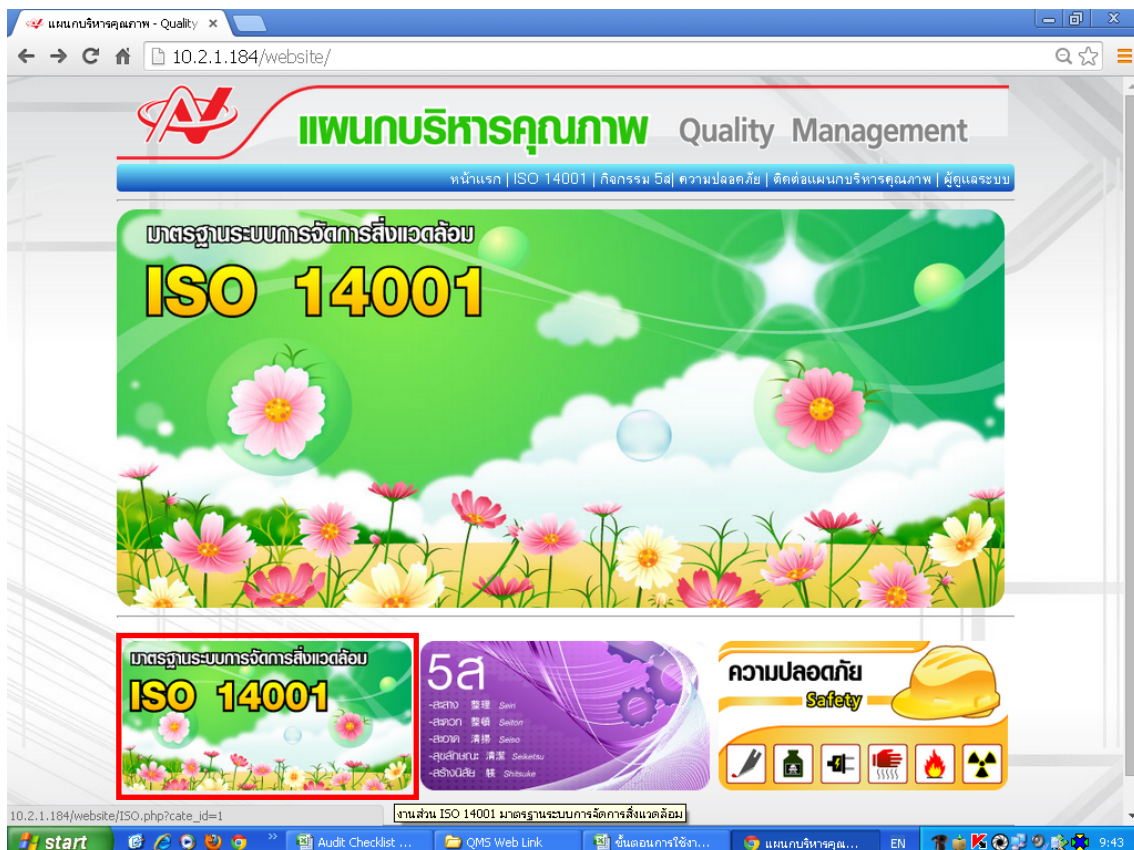 แผนกบริหารคุณภาพ - Quality
10.2.1.184/website/
แผนกบริหารคุณภาพ Quality Management
หน้าแรก | ISO 14001 | กิจกรรม 5ส| ความปลอดภัย | ติดต่อแผนกบริหารคุณภาพ | ผู้ดูแลระบบ
มาตรฐานระบบการจัดการสิ่งแวดล้อม
ISO 14001
มาตรฐานระบบการจัดการสิ่งแวดล้อม
ISO 14001
5ส
-สะสาง 整理 Seiri
-สะดวก 整頓 Seiton
-สะอาด 清掃 Seiso
-สุขลักษณะ 清潔 Seiketsu
-สร้างนิสัย 躾 Shitsuke
ความปลอดภัย
Safety
10.2.1.184/website/ISO.php?cate_id=1
งานส่วน ISO 14001 มาตรฐานระบบการจัดการสิ่งแวดล้อม
start
Audit Checklist ...
QMS Web Link
ขั้นตอนการใช้งา...
แผนกบริหารคุณ...
EN
9:43